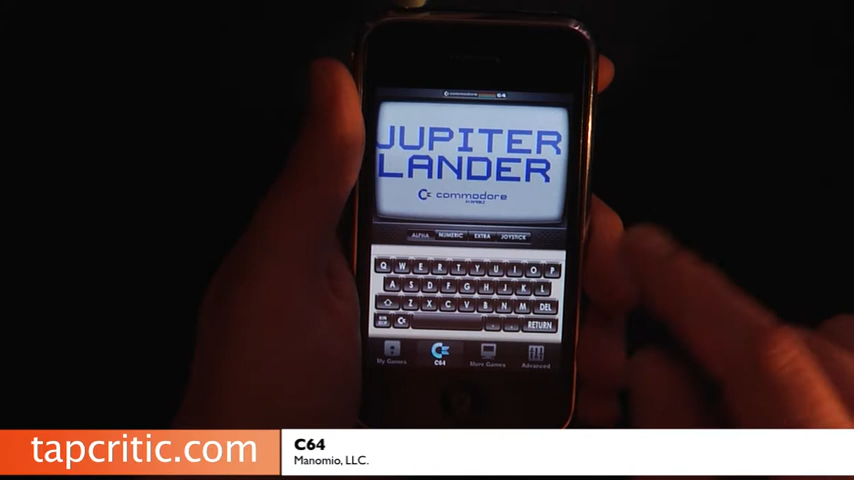 commodore 64
JUPITER
LANDER
commodore
ALPHA NUMERIC EXTRA JOYSTICK
Q W E R T Y U I O P
A S D F G H J K L
Z X C V B N M DEL
RETURN
My Games C64 More Games Advanced
tapcritic.com
C64
Manomio, LLC.